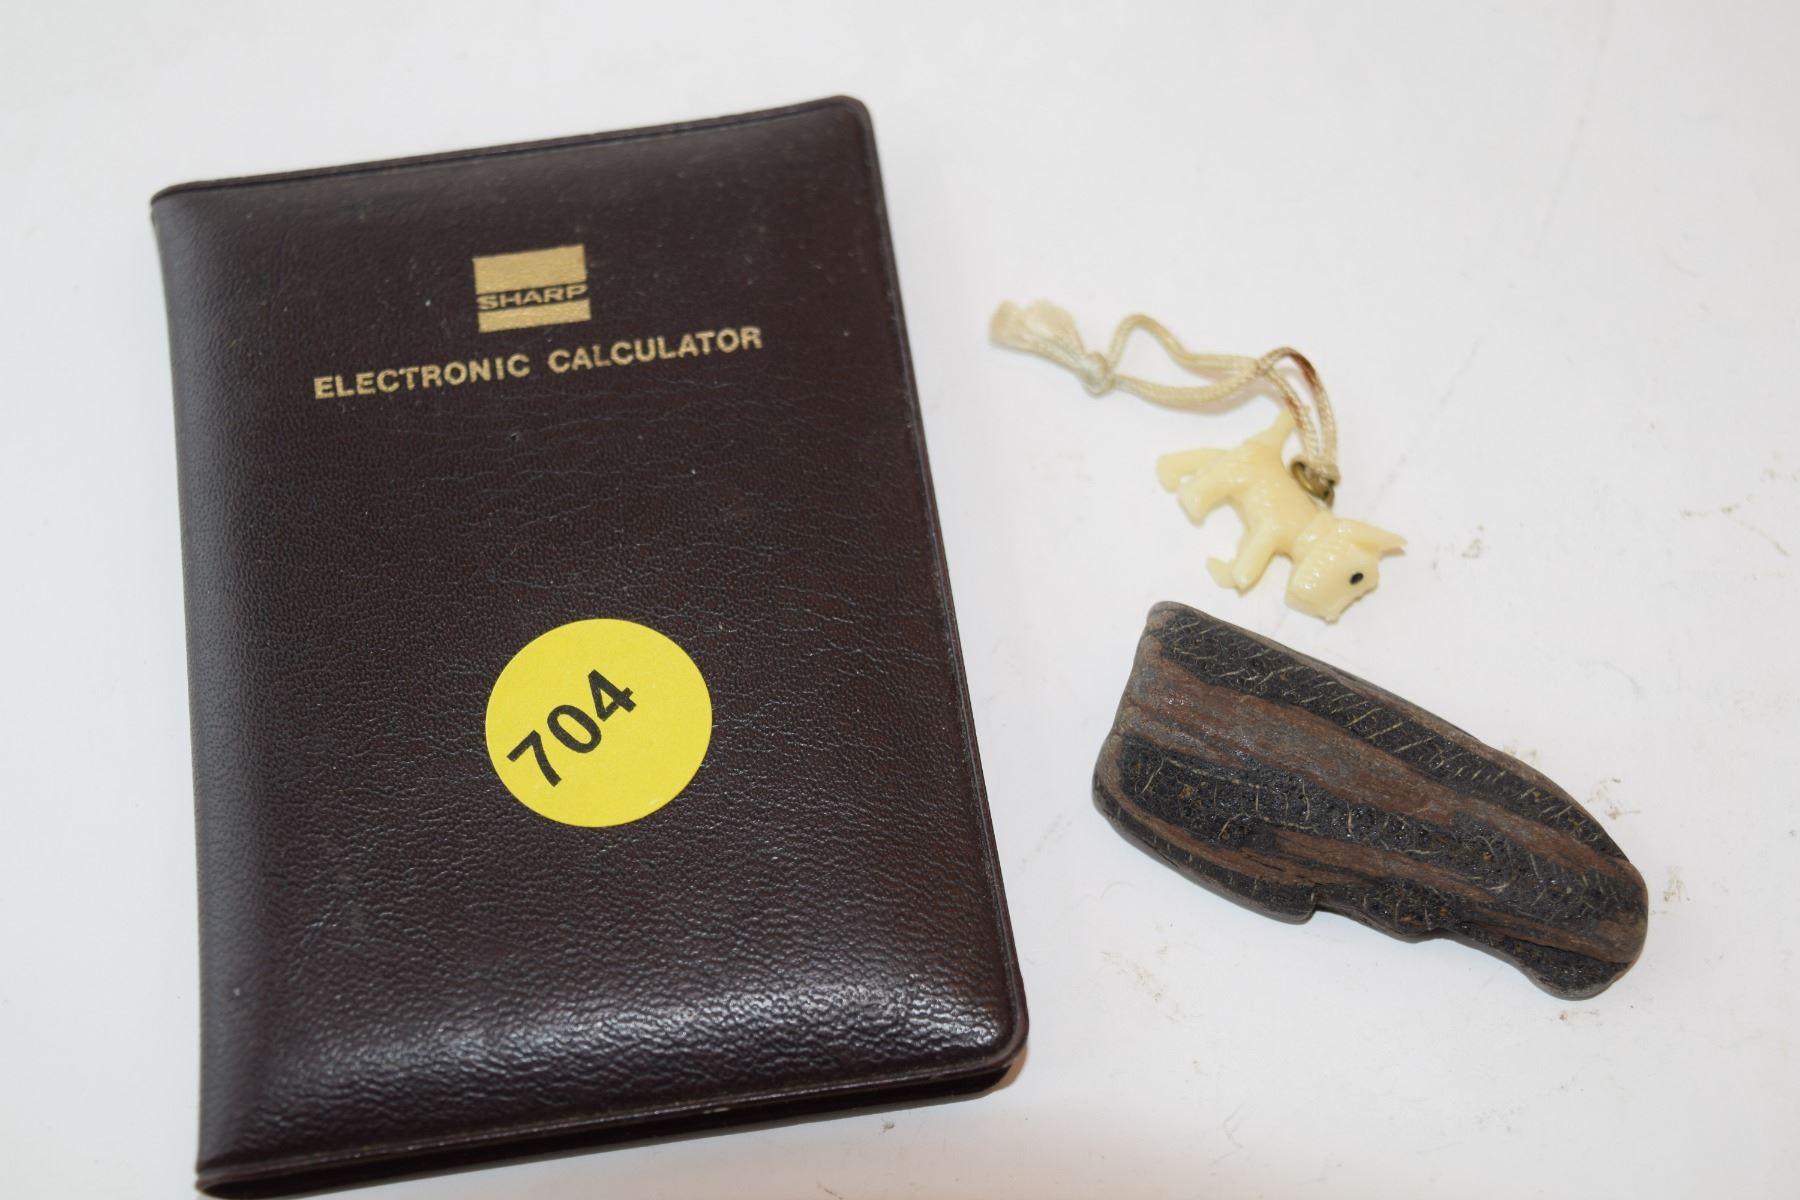 SHARP
ELECTRONIC CALCULATOR
704